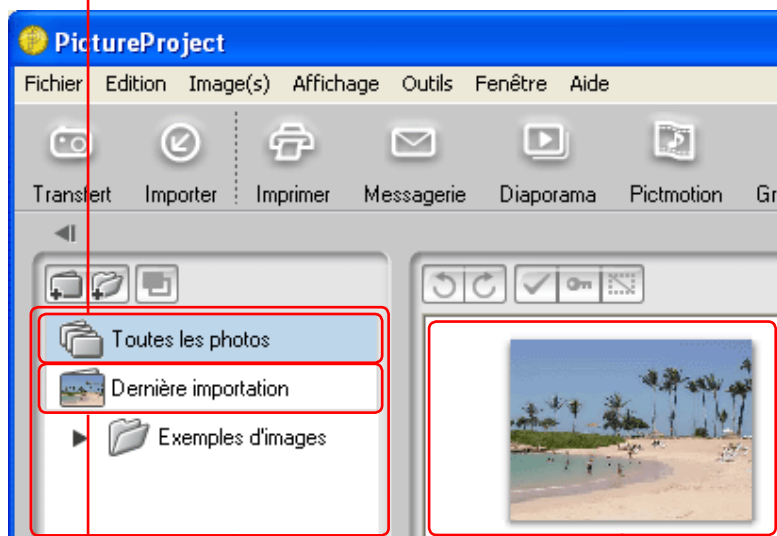 PictureProject
Fichier Edition Image(s) Affichage Outils Fenêtre Aide
Transfert Importer Imprimer Messagerie Diaporama Pictmotion
Toutes les photos
Dernière importation
Exemples d'images